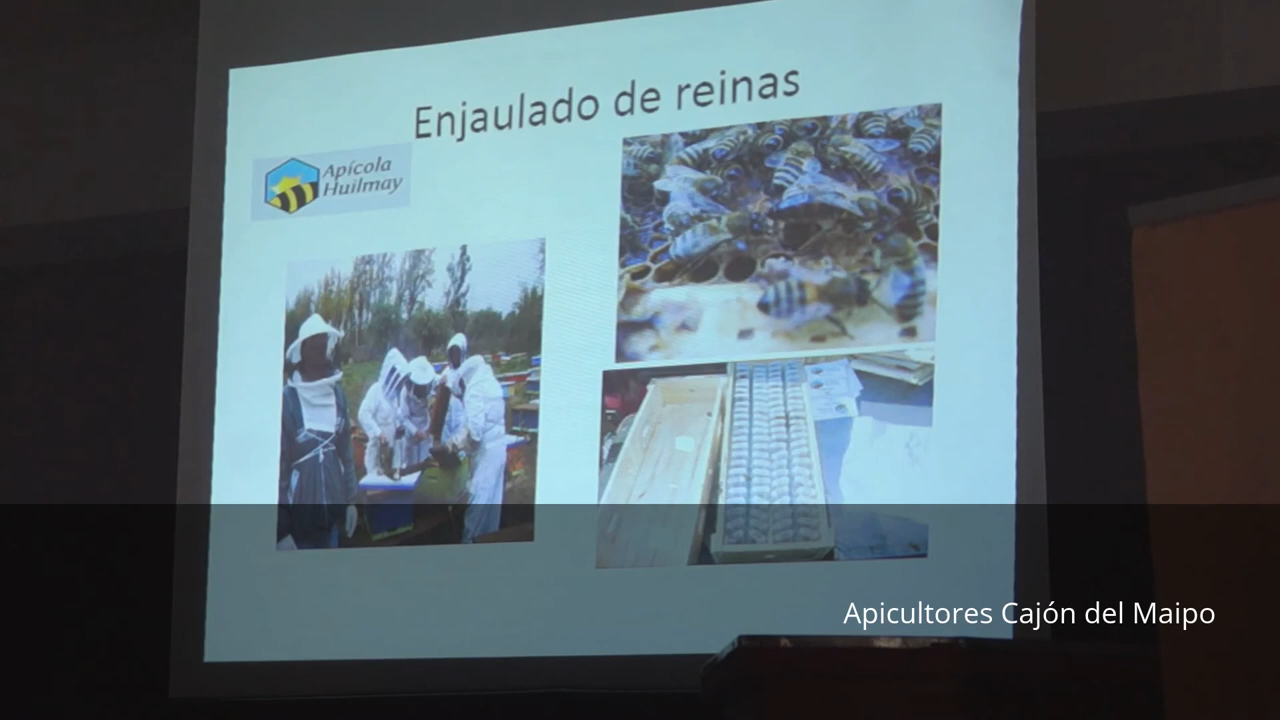 Enjaulado de reinas
Apícola
Huilmay
Apicultores Cajón del Maipo